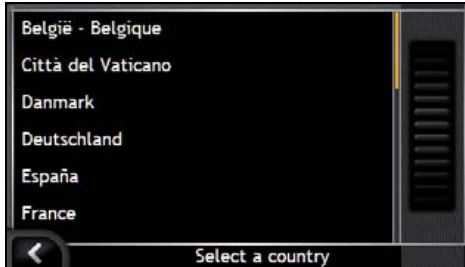 België - Belgique
Città del Vaticano
Danmark
Deutschland
España
France
Select a country